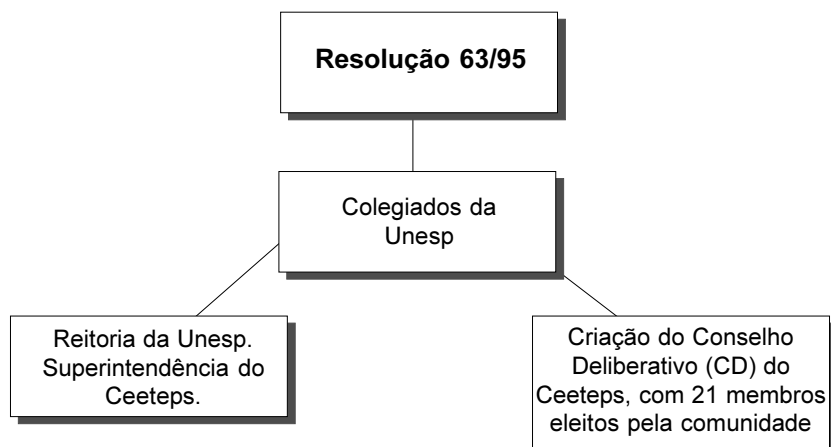 Resolução 63/95
Colegiados da
Unesp
Reitoria da Unesp.
Superintendência do
Ceeteps.
Criação do Conselho
Deliberativo (CD) do
Ceeteps, com 21 membros
eleitos pela comunidade